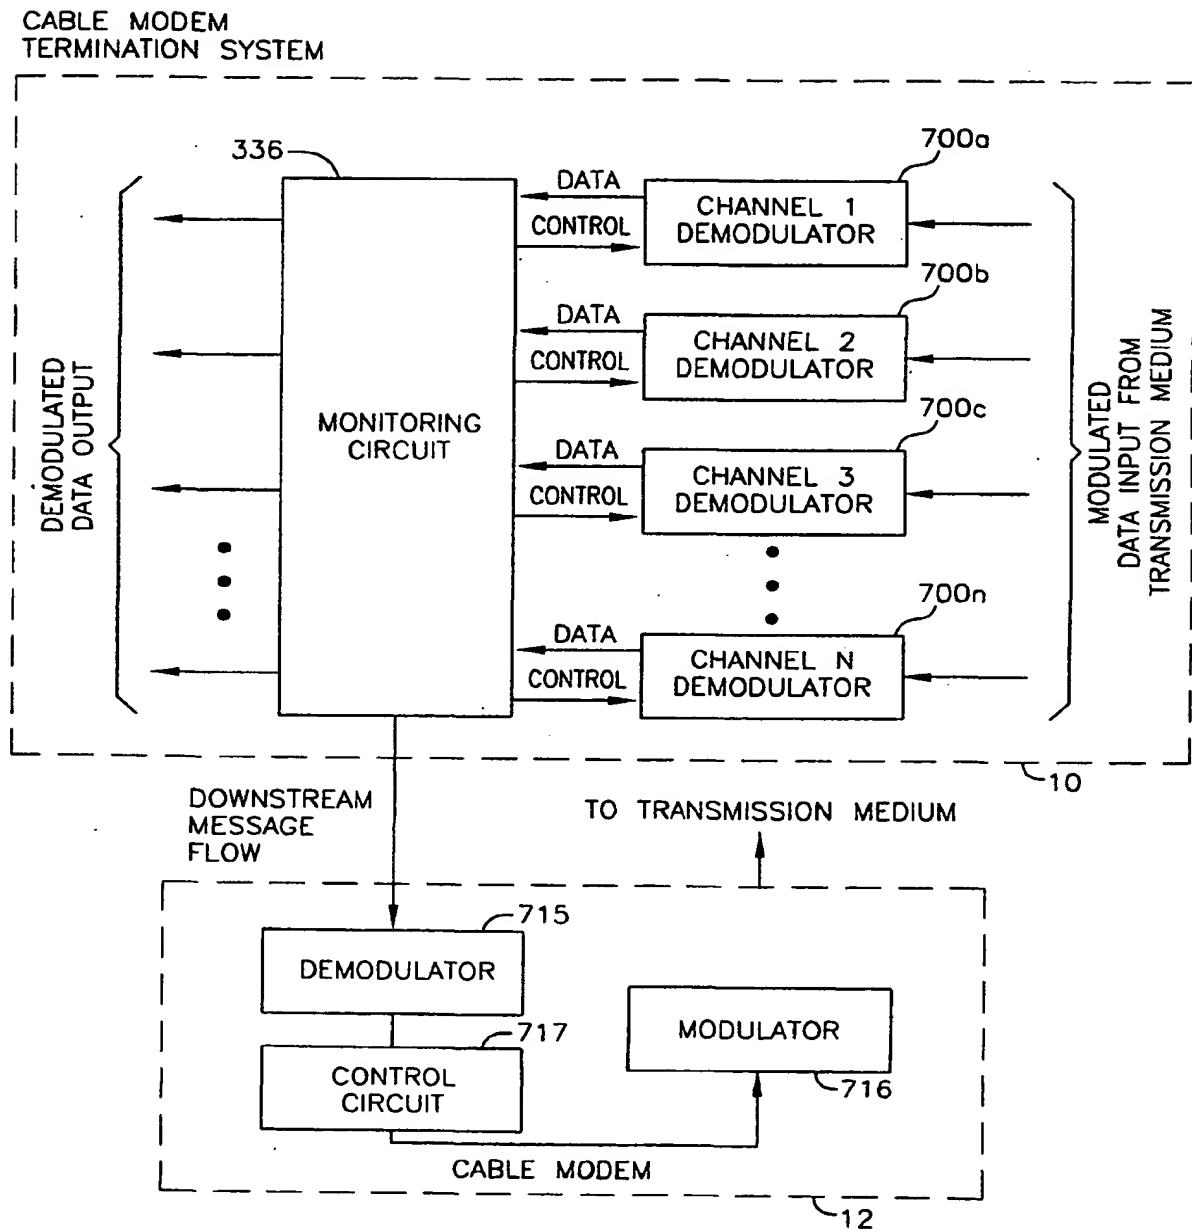 CABLE MODEM
TERMINATION SYSTEM
336
700a
DATA
CONTROL
CHANNEL 1
DEMODULATOR
700b
DATA
CONTROL
CHANNEL 2
DEMODULATOR
700c
DATA
CONTROL
CHANNEL 3
DEMODULATOR
700n
DATA
CONTROL
CHANNEL N
DEMODULATOR
MONITORING
CIRCUIT
DEMODULATED
DATA OUTPUT
MODULATED
DATA INPUT FROM
TRANSMISSION MEDIUM
10
DOWNSTREAM
MESSAGE
FLOW
TO TRANSMISSION MEDIUM
715
DEMODULATOR
717
CONTROL
CIRCUIT
MODULATOR
716
CABLE MODEM
12